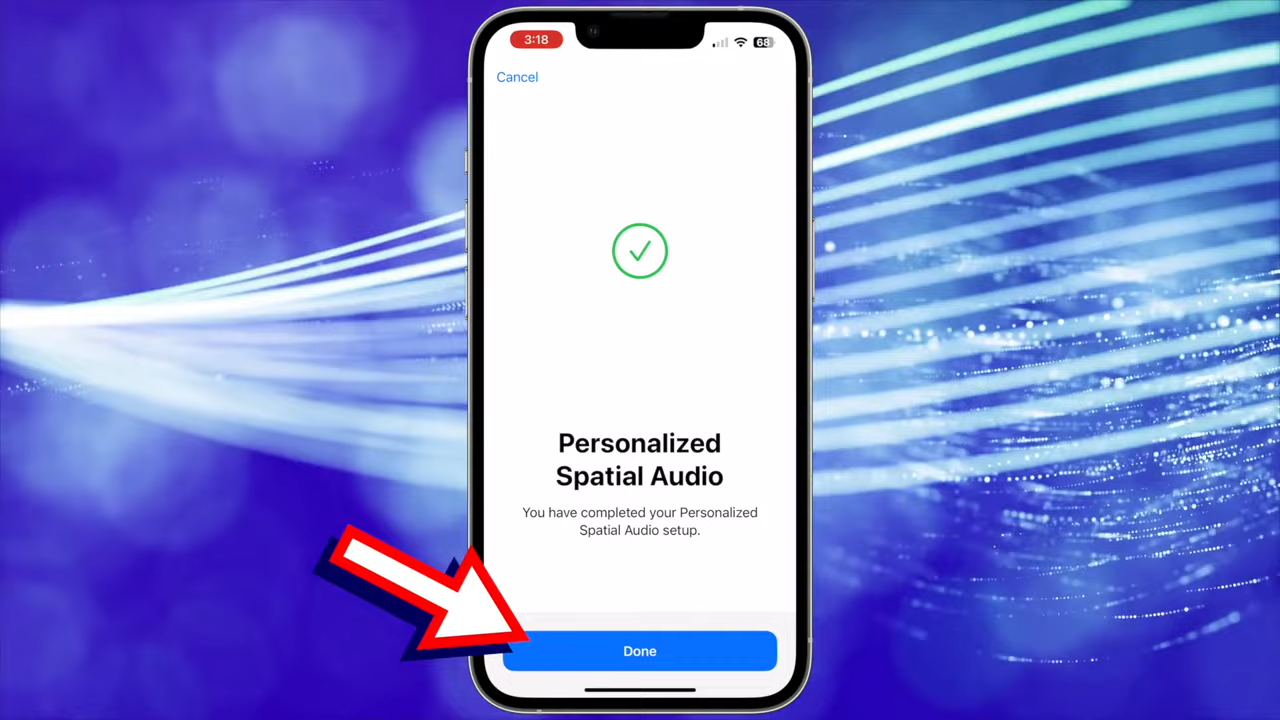 3:18
68
Cancel
Personalized
Spatial Audio
You have completed your Personalized
Spatial Audio setup.
Done